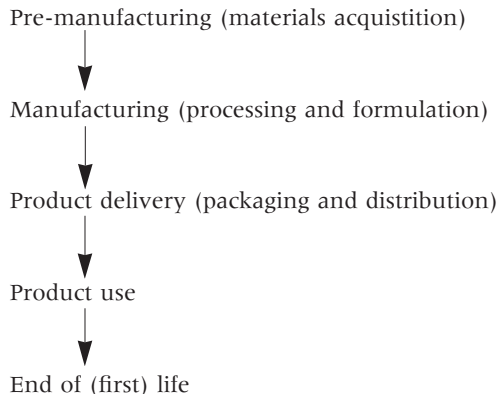 Pre-manufacturing (materials acquistition)
Manufacturing (processing and formulation)
Product delivery (packaging and distribution)
Product use
End of (first) life